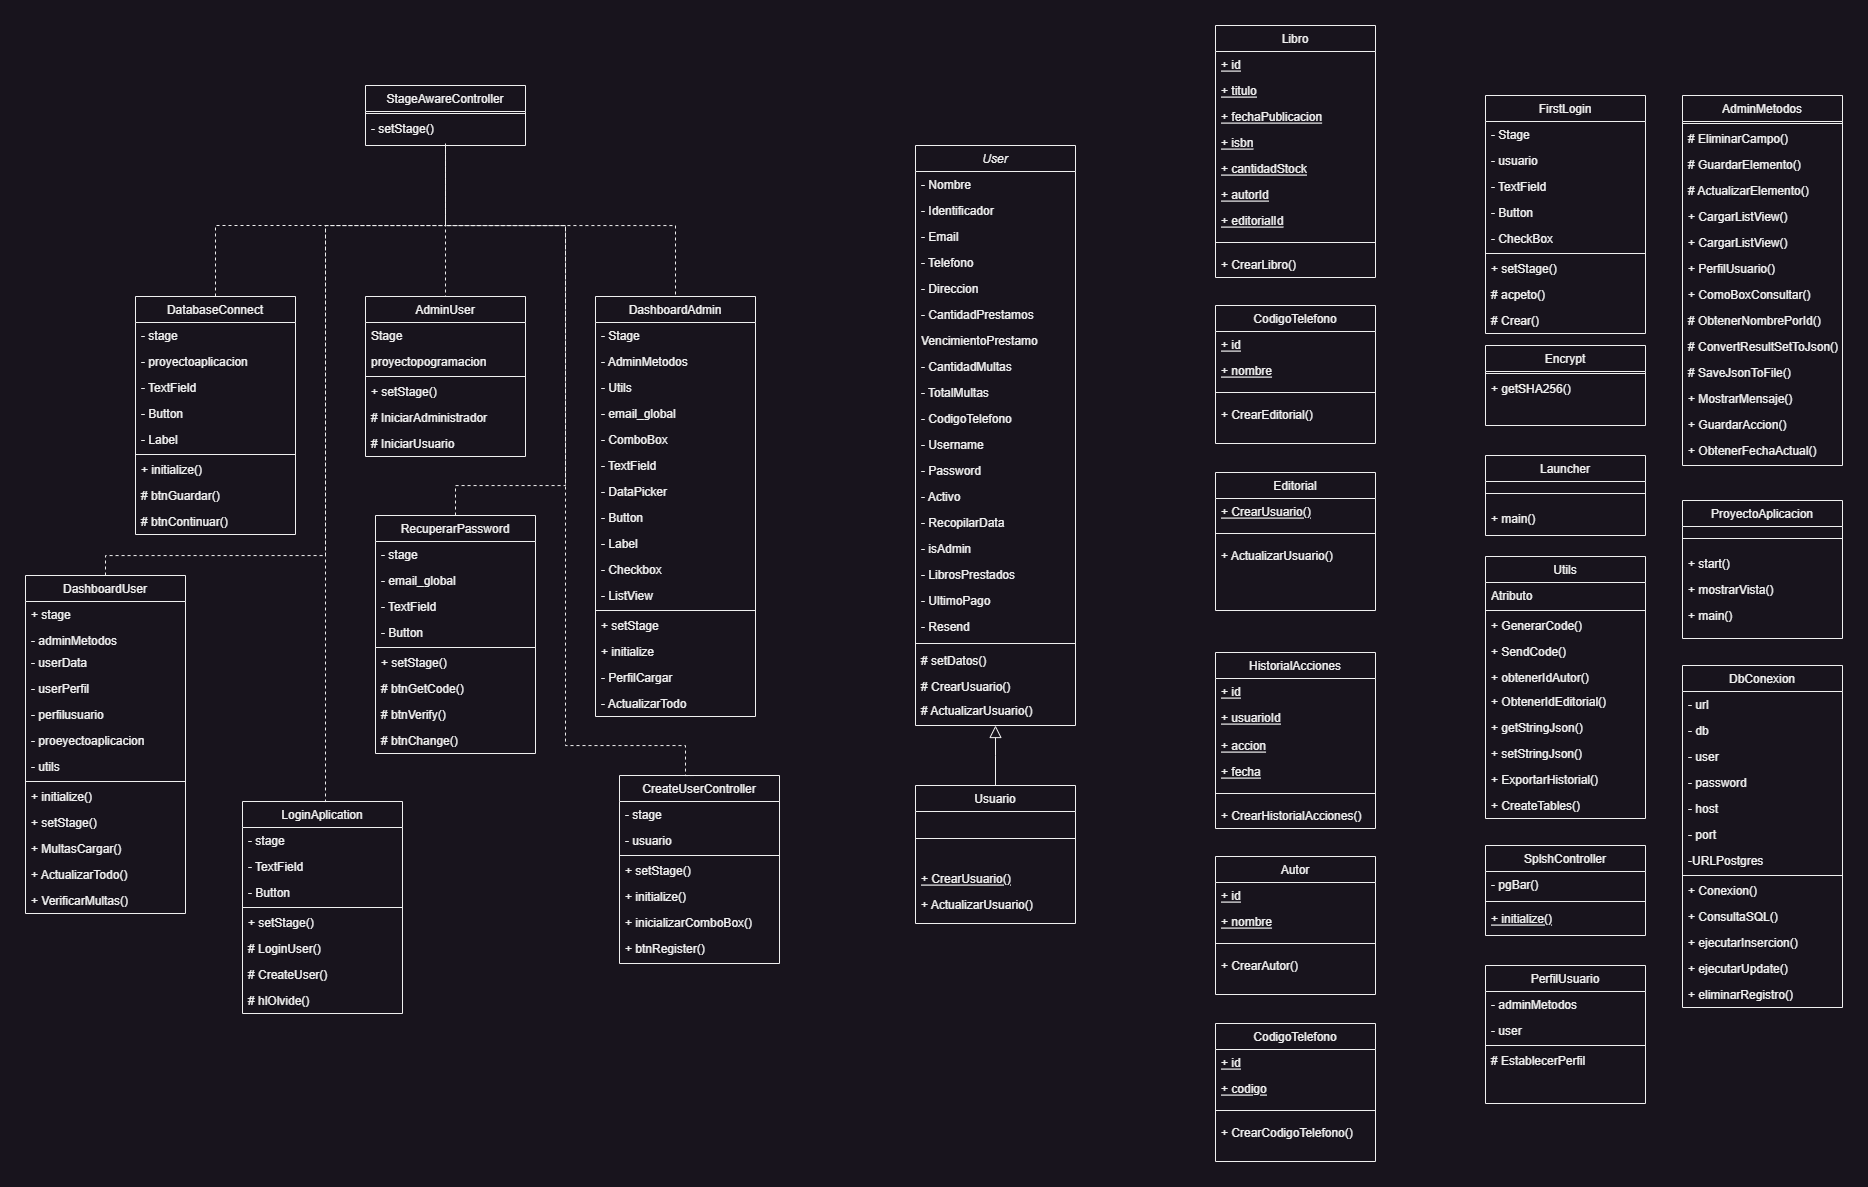 StageAwareController
- setStage()
DatabaseConnect
- stage
- proyectoaplicacion
- TextField
- Button
- Label
+ initialize()
# btnGuardar()
# btnContinuar()
AdminUser
Stage
proyectopogramacion
+ setStage()
# IniciarAdministrador
# IniciarUsuario
DashboardAdmin
- Stage
- AdminMetodos
- Utils
- email_global
- ComboBox
- TextField
- DataPicker
- Button
- Label
- Checkbox
- ListView
+ setStage
+ initialize
- PerfilCargar
- ActualizarTodo
RecuperarPassword
- stage
- email_global
- TextField
- Button
+ setStage()
# btnGetCode()
# btnVerify()
# btnChange()
DashboardUser
+ stage
- adminMetodos
- userData
- userPerfil
- perfilusuario
- proeyectoaplicacion
- utils
+ initialize()
+ setStage()
+ MultasCargar()
+ ActualizarTodo()
+ VerificarMultas()
LoginAplication
- stage
- TextField
- Button
+ setStage()
# LoginUser()
# CreateUser()
# hlOlvide()
CreateUserController
- stage
- usuario
+ setStage()
+ initialize()
+ inicializarComboBox()
+ btnRegister()
User
- Nombre
- Identificador
- Email
- Telefono
- Direccion
- CantidadPrestamos
VencimientoPrestamo
- CantidadMultas
- TotalMultas
- CodigoTelefono
- Username
- Password
- Activo
- RecopilarData
- isAdmin
- LibrosPrestados
- UltimoPago
- Resend
# setDatos()
# CrearUsuario()
# ActualizarUsuario()
Usuario
+ CrearUsuario()
+ ActualizarUsuario()
Libro
+ id
+ titulo
+ fechaPublicacion
+ isbn
+ cantidadStock
+ autorId
+ editorialId
+ CrearLibro()
CodigoTelefono
+ id
+ nombre
+ CrearEditorial()
Editorial
+ CrearUsuario()
+ ActualizarUsuario()
HistorialAcciones
+ id
+ usuarioId
+ accion
+ fecha
+ CrearHistorialAcciones()
Autor
+ id
+ nombre
+ CrearAutor()
CodigoTelefono
+ id
+ codigo
+ CrearCodigoTelefono()
FirstLogin
- Stage
- usuario
- TextField
- Button
- CheckBox
+ setStage()
# acpeto()
# Crear()
Encrypt
+ getSHA256()
Launcher
+ main()
Utils
Atributo
+ GenerarCode()
+ SendCode()
+ obtenerIdAutor()
+ ObtenerIdEditorial()
+ getStringJson()
+ setStringJson()
+ ExportarHistorial()
+ CreateTables()
SplshController
- pgBar()
+ initialize()
PerfilUsuario
- adminMetodos
- user
# EstablecerPerfil
AdminMetodos
# EliminarCampo()
# GuardarElemento()
# ActualizarElemento()
+ CargarListView()
+ CargarListView()
+ PerfilUsuario()
+ ComoBoxConsultar()
# ObtenerNombrePorId()
# ConvertResultSetToJson()
# SaveJsonToFile()
+ MostrarMensaje()
+ GuardarAccion()
+ ObtenerFechaActual()
ProyectoAplicacion
+ start()
+ mostrarVista()
+ main()
DbConexion
- url
- db
- user
- password
- host
- port
-URLPostgres
+ Conexion()
+ ConsultaSQL()
+ ejecutarInsercion()
+ ejecutarUpdate()
+ eliminarRegistro()